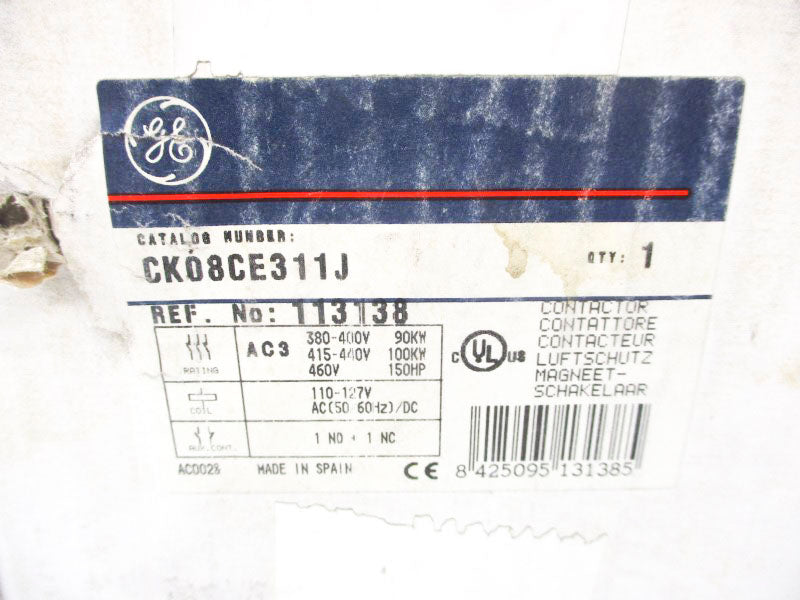 GE
CATALOG NUMBER:
CK08CE311J
QTY: 1
REF. No: 113138
RATING
AC3
380-400V 90KW
415-440V 100KW
460V 150HP
COIL
110-127V
AC(50 60Hz)/DC
AUX.CONT.
1 NO + 1 NC
AC0028
MADE IN SPAIN
CE
C UL US
CONTACTOR
CONTATTORE
CONTACTEUR
LUFTSCHUTZ
MAGNEET-
SCHAKELAAR
8 425095 131385